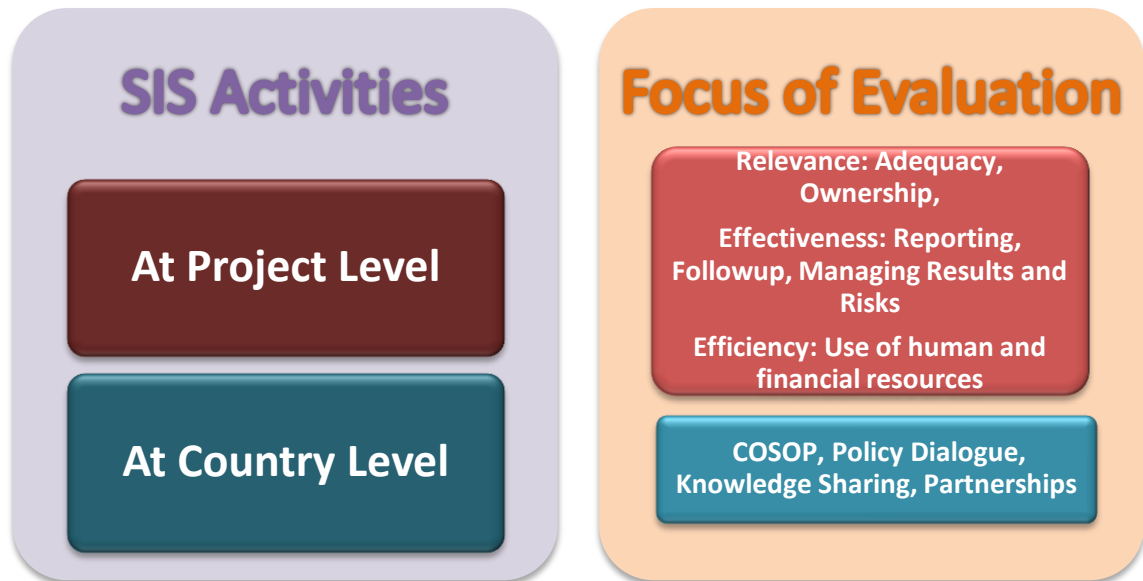 SIS Activities
At Project Level
At Country Level
Focus of Evaluation
Relevance: Adequacy,
Ownership,
Effectiveness: Reporting,
Followup, Managing Results and
Risks
Efficiency: Use of human and
financial resources
COSOP, Policy Dialogue,
Knowledge Sharing, Partnerships